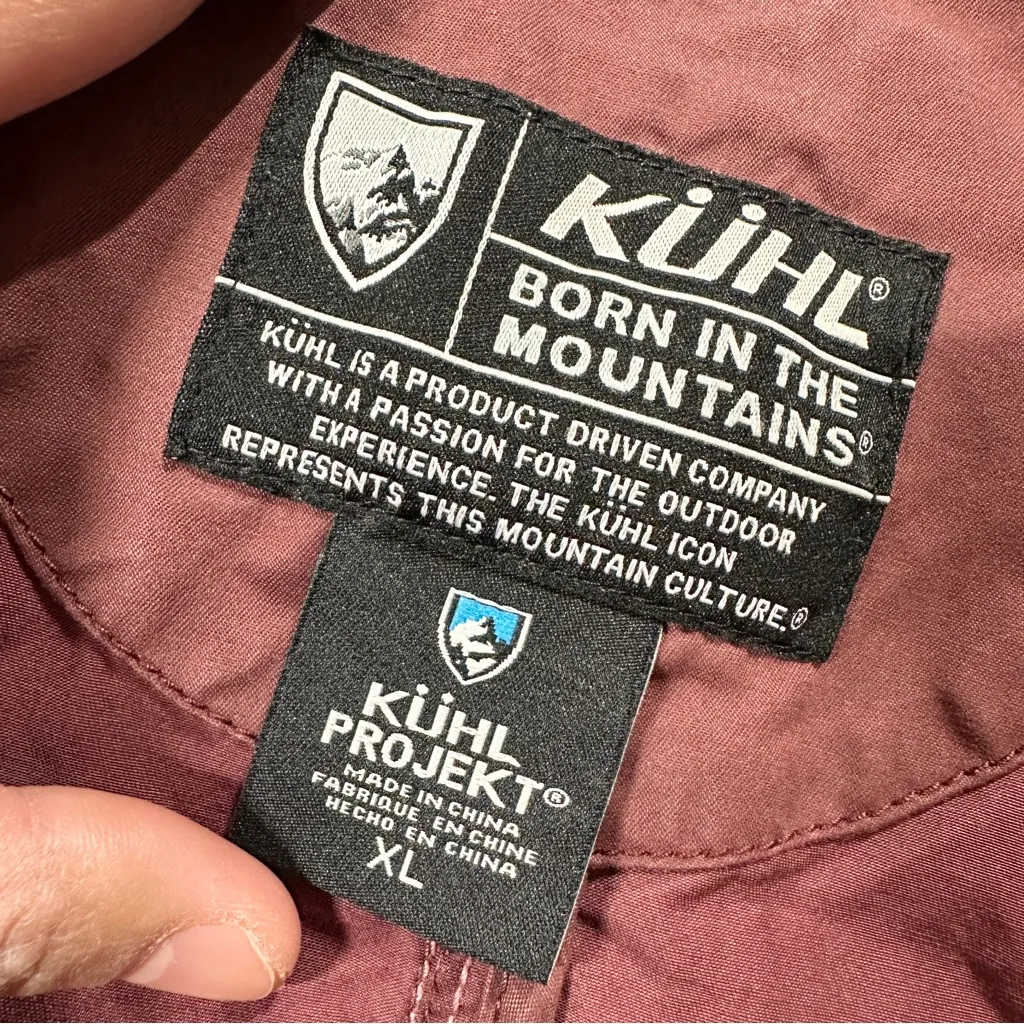 KÜHL®
BORN IN THE
MOUNTAINS®
KÜHL IS A PRODUCT DRIVEN COMPANY
WITH A PASSION FOR THE OUTDOOR
EXPERIENCE. THE KÜHL ICON
REPRESENTS THIS MOUNTAIN CULTURE.®
KÜHL
PROJEKT®
MADE IN CHINA
FABRIQUE EN CHINE
HECHO EN CHINA
XL